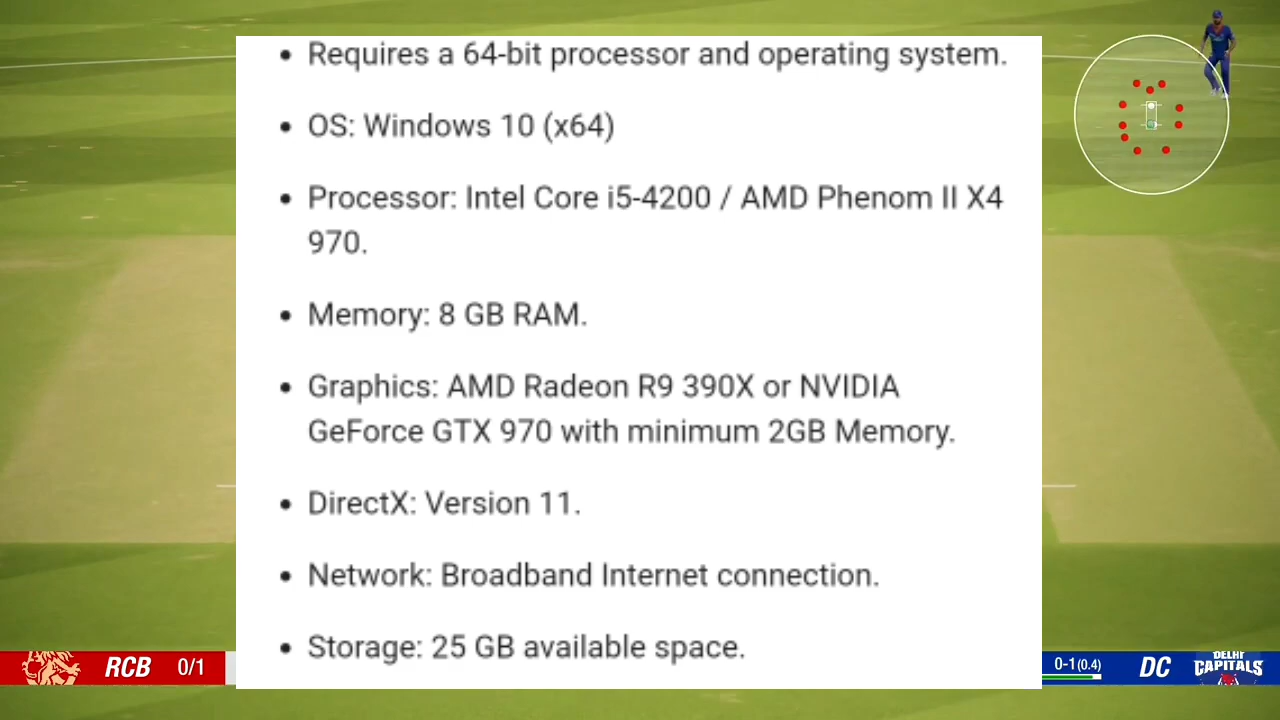 Requires a 64-bit processor and operating system.
OS: Windows 10 (x64)
Processor: Intel Core i5-4200 / AMD Phenom II X4
970.
Memory: 8 GB RAM.
Graphics: AMD Radeon R9 390X or NVIDIA
GeForce GTX 970 with minimum 2GB Memory.
DirectX: Version 11.
Network: Broadband Internet connection.
Storage: 25 GB available space.
RCB 0/1
0-1 (0.4) DC
DELHI
CAPITALS